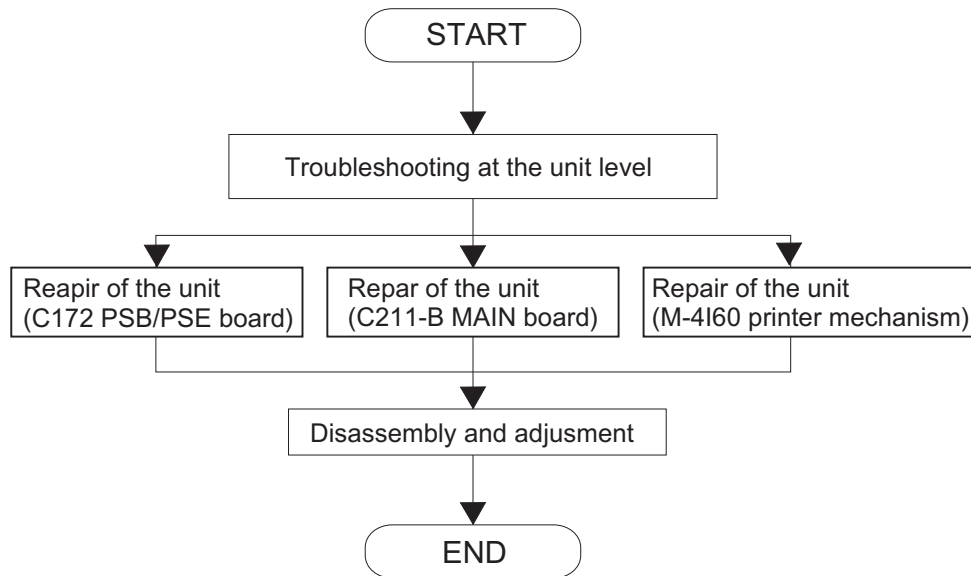 START
Troubleshooting at the unit level
Reapir of the unit
(C172 PSB/PSE board)
Repar of the unit
(C211-B MAIN board)
Repair of the unit
(M-4I60 printer mechanism)
Disassembly and adjusment
END